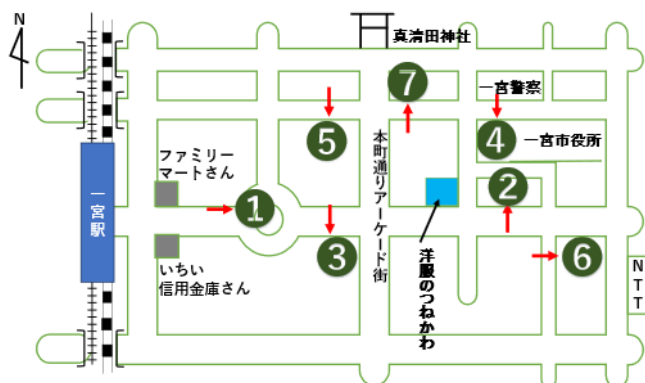 N
真清田神社
7
一宮警察
5
4
一宮市役所
ファミリー
マートさん
本町通りアーケード街
一宮駅
1
2
3
洋服のつねかわ
6
いちい
信用金庫さん
NTT